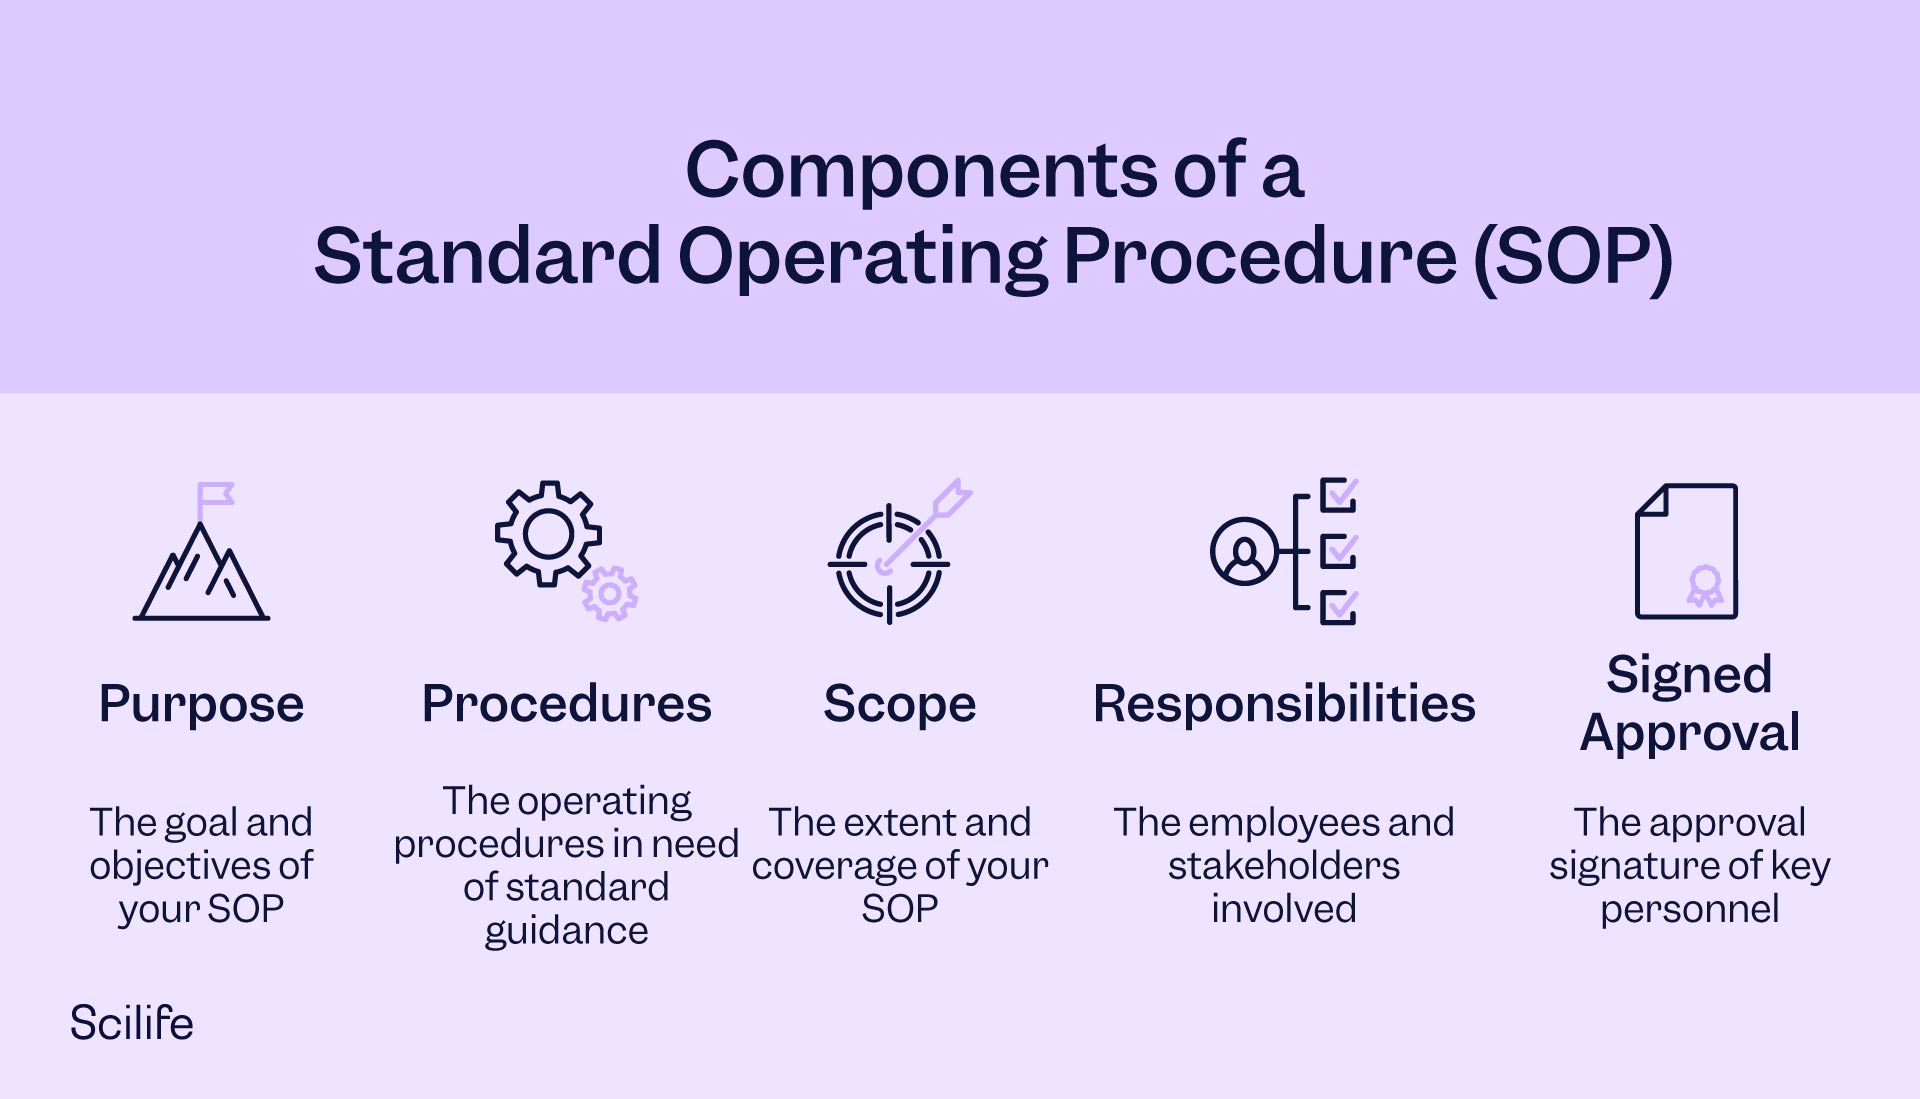 Components of a
Standard Operating Procedure (SOP)
Purpose
The goal and
objectives of
your SOP
Procedures
The operating
procedures in need
of standard
guidance
Scope
The extent and
coverage of your
SOP
Responsibilities
The employees and
stakeholders
involved
Signed
Approval
The approval
signature of key
personnel
Scilife